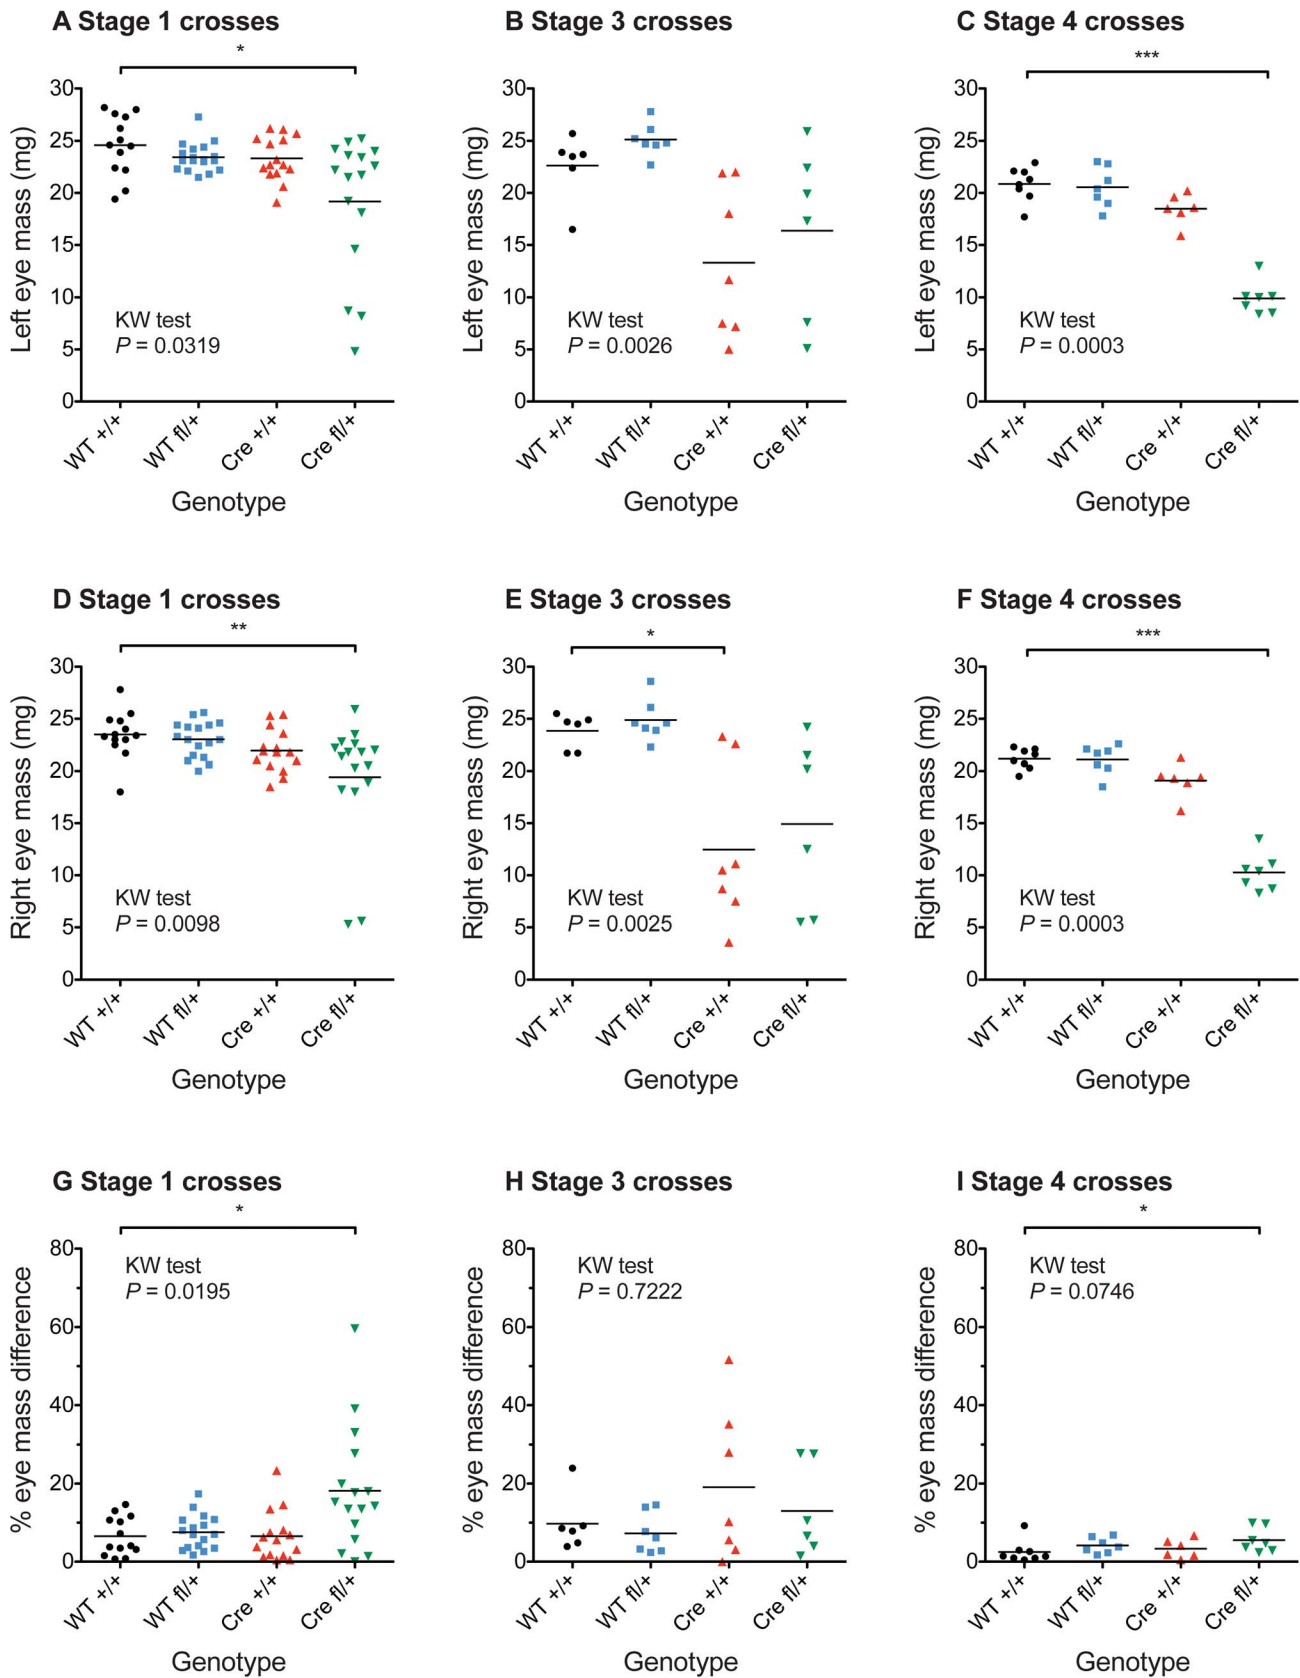 A Stage 1 crosses
*
Left eye mass (mg)
30
25
20
15
10
5
0
KW test
P = 0.0319
WT +/+
WT fl/+
Cre +/+
Cre fl/+
Genotype
B Stage 3 crosses
Left eye mass (mg)
30
25
20
15
10
5
0
KW test
P = 0.0026
WT +/+
WT fl/+
Cre +/+
Cre fl/+
Genotype
C Stage 4 crosses
***
Left eye mass (mg)
30
25
20
15
10
5
0
KW test
P = 0.0003
WT +/+
WT fl/+
Cre +/+
Cre fl/+
Genotype
D Stage 1 crosses
**
Right eye mass (mg)
30
25
20
15
10
5
0
KW test
P = 0.0098
WT +/+
WT fl/+
Cre +/+
Cre fl/+
Genotype
E Stage 3 crosses
*
Right eye mass (mg)
30
25
20
15
10
5
0
KW test
P = 0.0025
WT +/+
WT fl/+
Cre +/+
Cre fl/+
Genotype
F Stage 4 crosses
***
Right eye mass (mg)
30
25
20
15
10
5
0
KW test
P = 0.0003
WT +/+
WT fl/+
Cre +/+
Cre fl/+
Genotype
G Stage 1 crosses
*
% eye mass difference
80
60
40
20
0
KW test
P = 0.0195
WT +/+
WT fl/+
Cre +/+
Cre fl/+
Genotype
H Stage 3 crosses
% eye mass difference
80
60
40
20
0
KW test
P = 0.7222
WT +/+
WT fl/+
Cre +/+
Cre fl/+
Genotype
I Stage 4 crosses
*
% eye mass difference
80
60
40
20
0
KW test
P = 0.0746
WT +/+
WT fl/+
Cre +/+
Cre fl/+
Genotype